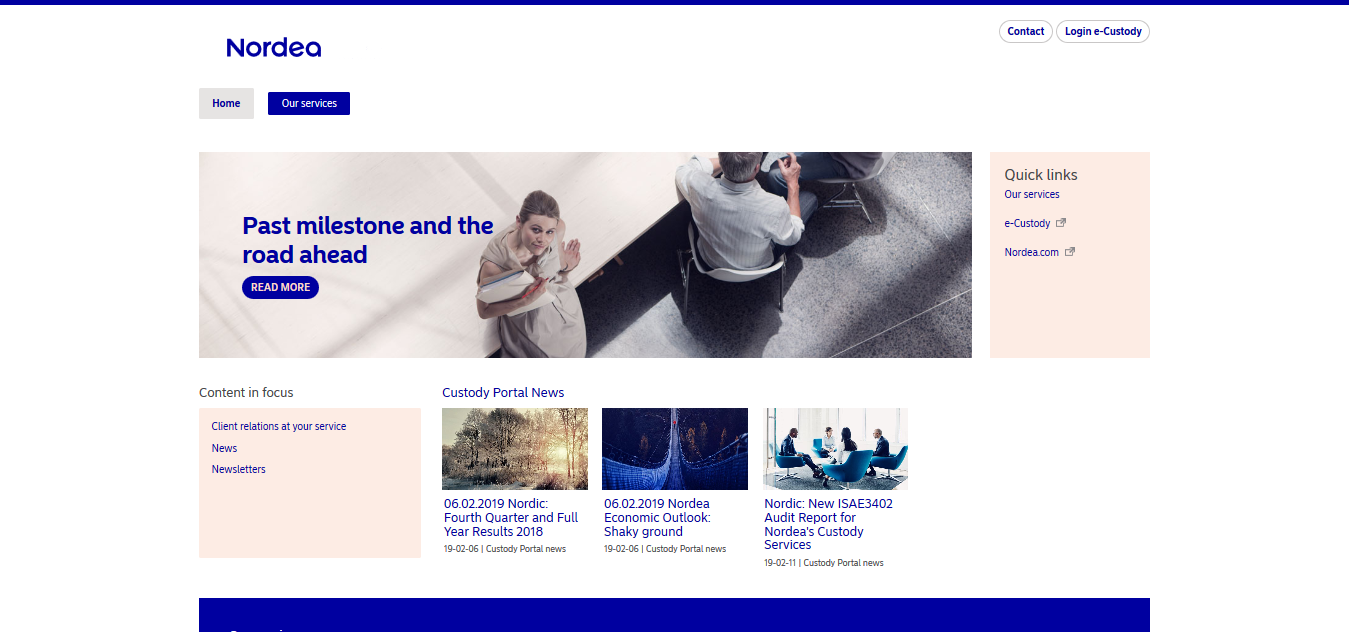 Nordea
Contact
Login e-Custody
Home
Our services
Past milestone and the
road ahead
READ MORE
Quick links
Our services
e-Custody
Nordea.com
Content in focus
Client relations at your service
News
Newsletters
Custody Portal News
06.02.2019 Nordic:
Fourth Quarter and Full
Year Results 2018
19-02-06 | Custody Portal news
06.02.2019 Nordea
Economic Outlook:
Shaky ground
19-02-06 | Custody Portal news
Nordic: New ISAE3402
Audit Report for
Nordea's Custody
Services
19-02-11 | Custody Portal news